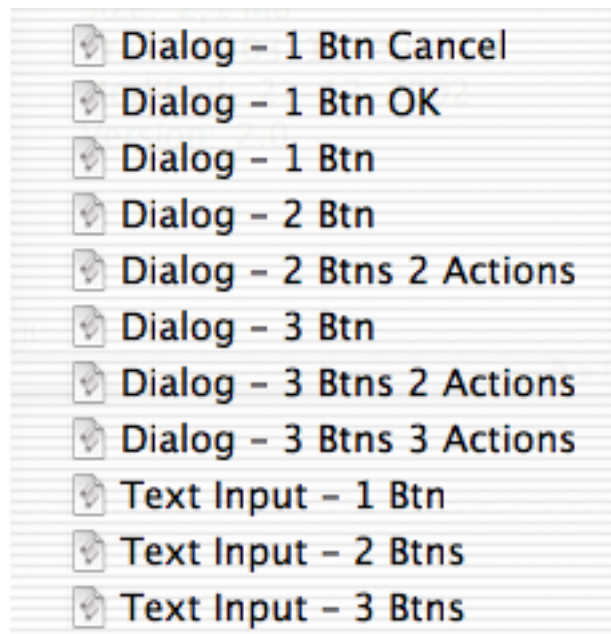 Dialog – 1 Btn Cancel
Dialog – 1 Btn OK
Dialog – 1 Btn
Dialog – 2 Btn
Dialog – 2 Btns 2 Actions
Dialog – 3 Btn
Dialog – 3 Btns 2 Actions
Dialog – 3 Btns 3 Actions
Text Input – 1 Btn
Text Input – 2 Btns
Text Input – 3 Btns